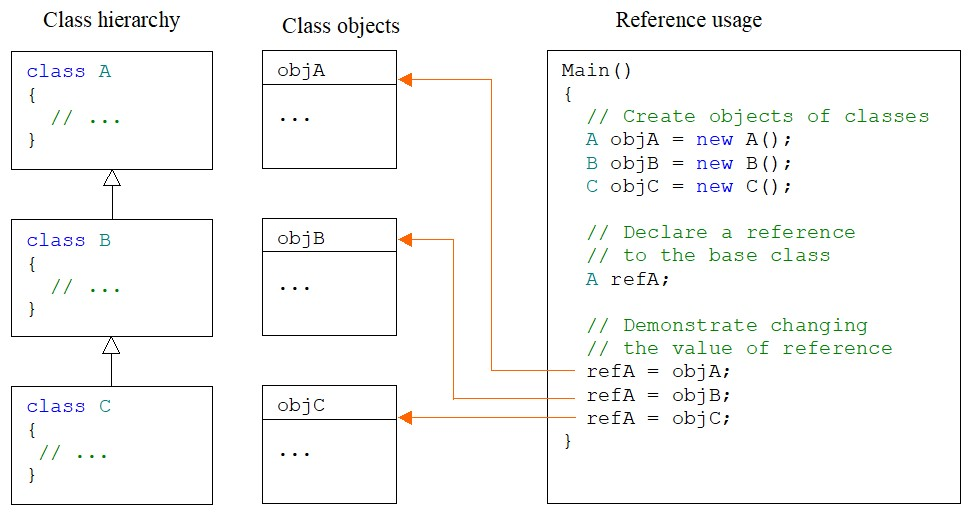 Class hierarchy
class A
{
// ...
}
class B
{
// ...
}
class C
{
// ...
}
Class objects
objA
...
objB
...
objC
...
Reference usage
Main()
{
// Create objects of classes
A objA = new A();
B objB = new B();
C objC = new C();
// Declare a reference
// to the base class
A refA;
// Demonstrate changing
// the value of reference
refA = objA;
refA = objB;
refA = objC;
}